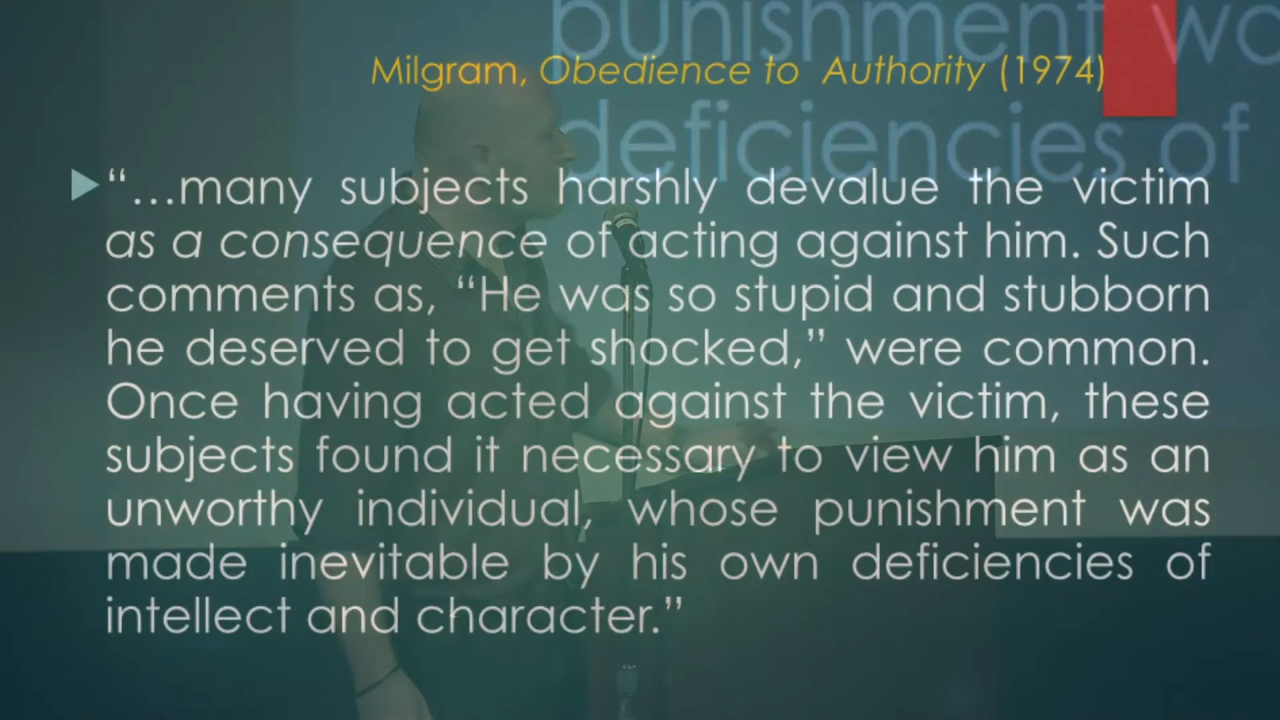 punishment wo
Milgram, Obedience to Authority (1974)
deficiencies of
“…many subjects harshly devalue the victim
as a consequence of acting against him. Such
comments as, “He was so stupid and stubborn
he deserved to get shocked,” were common.
Once having acted against the victim, these
subjects found it necessary to view him as an
unworthy individual, whose punishment was
made inevitable by his own deficiencies of
intellect and character.”